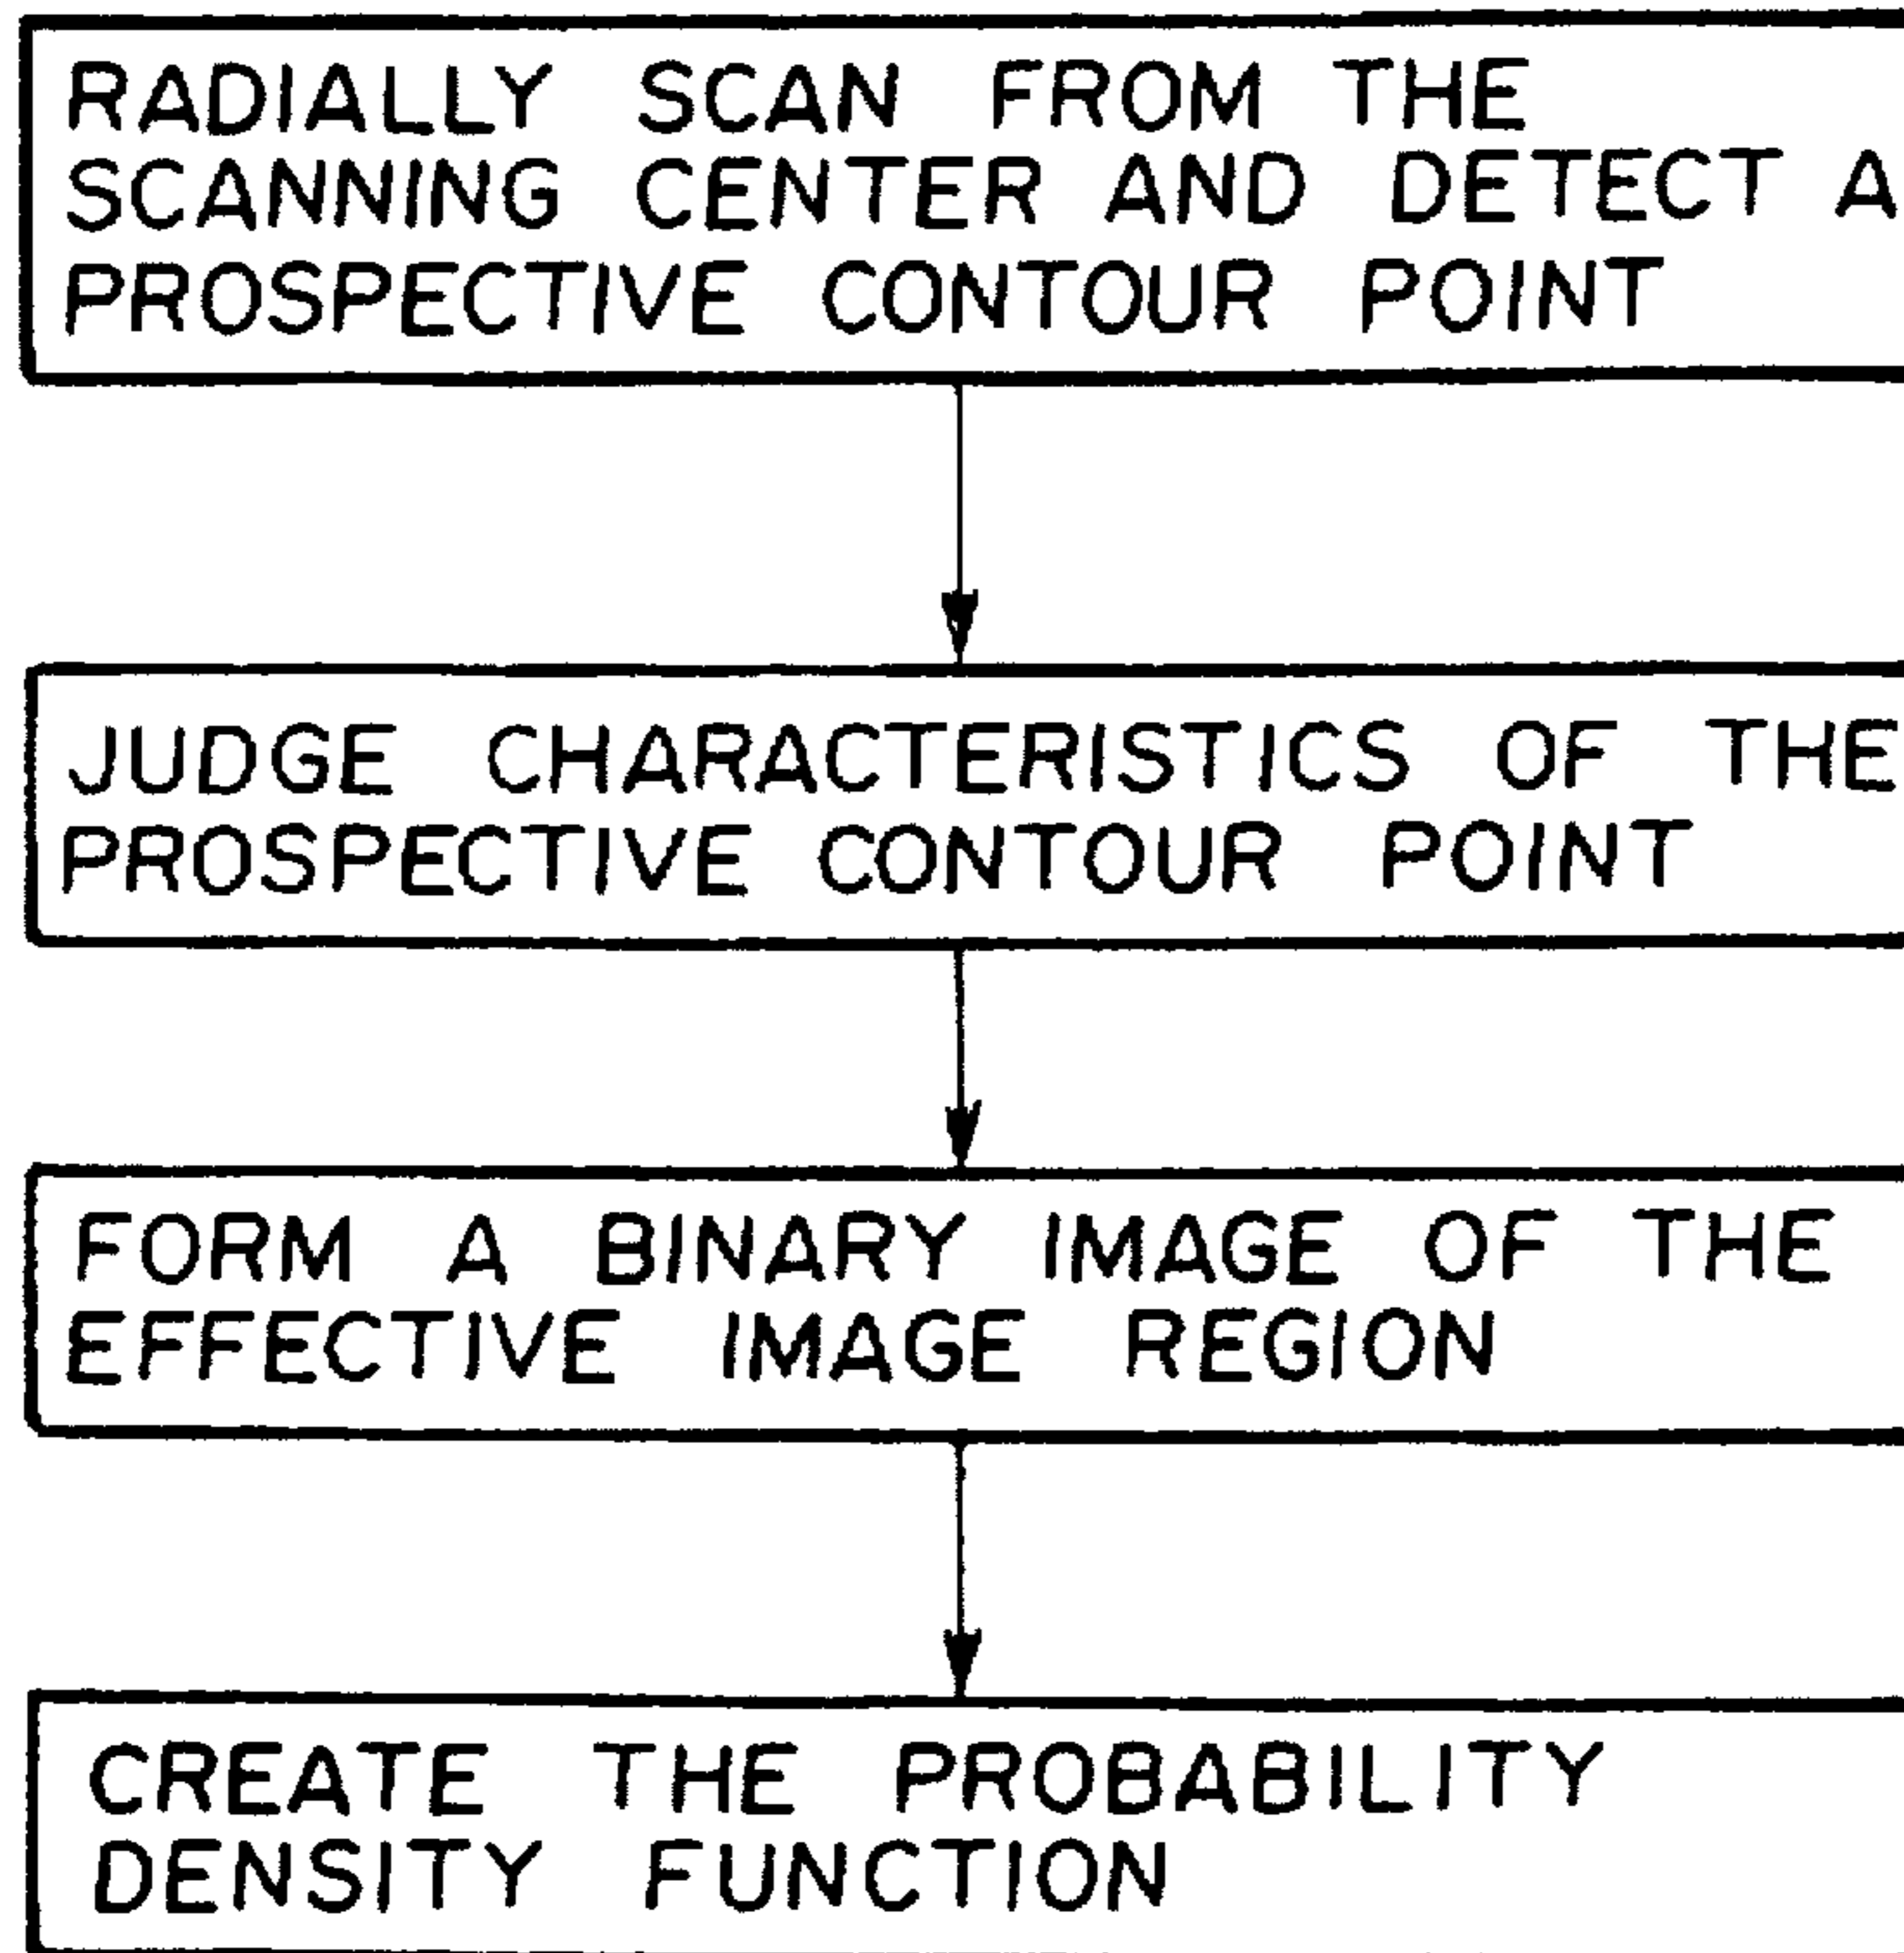 RADIALLY SCAN FROM THE
SCANNING CENTER AND DETECT A
PROSPECTIVE CONTOUR POINT
JUDGE CHARACTERISTICS OF THE
PROSPECTIVE CONTOUR POINT
FORM A BINARY IMAGE OF THE
EFFECTIVE IMAGE REGION
CREATE THE PROBABILITY
DENSITY FUNCTION